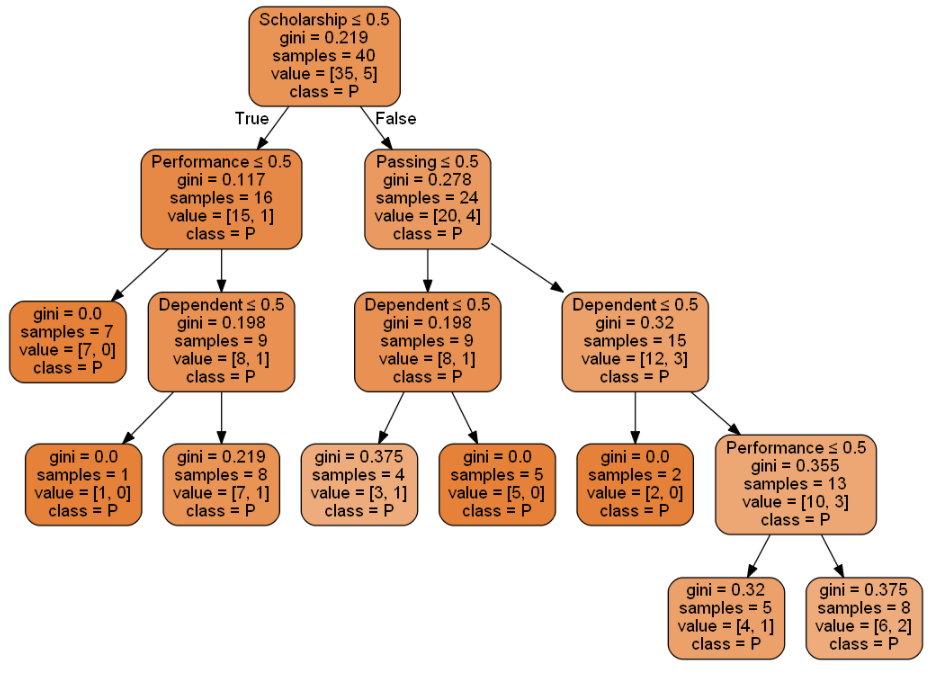 Scholarship ≤ 0.5
gini = 0.219
samples = 40
value = [35, 5]
class = P
True
False
Performance ≤ 0.5
gini = 0.117
samples = 16
value = [15, 1]
class = P
Passing ≤ 0.5
gini = 0.278
samples = 24
value = [20, 4]
class = P
gini = 0.0
samples = 7
value = [7, 0]
class = P
Dependent ≤ 0.5
gini = 0.198
samples = 9
value = [8, 1]
class = P
Dependent ≤ 0.5
gini = 0.198
samples = 9
value = [8, 1]
class = P
Dependent ≤ 0.5
gini = 0.32
samples = 15
value = [12, 3]
class = P
gini = 0.0
samples = 1
value = [1, 0]
class = P
gini = 0.219
samples = 8
value = [7, 1]
class = P
gini = 0.375
samples = 4
value = [3, 1]
class = P
gini = 0.0
samples = 5
value = [5, 0]
class = P
gini = 0.0
samples = 2
value = [2, 0]
class = P
Performance ≤ 0.5
gini = 0.355
samples = 13
value = [10, 3]
class = P
gini = 0.32
samples = 5
value = [4, 1]
class = P
gini = 0.375
samples = 8
value = [6, 2]
class = P